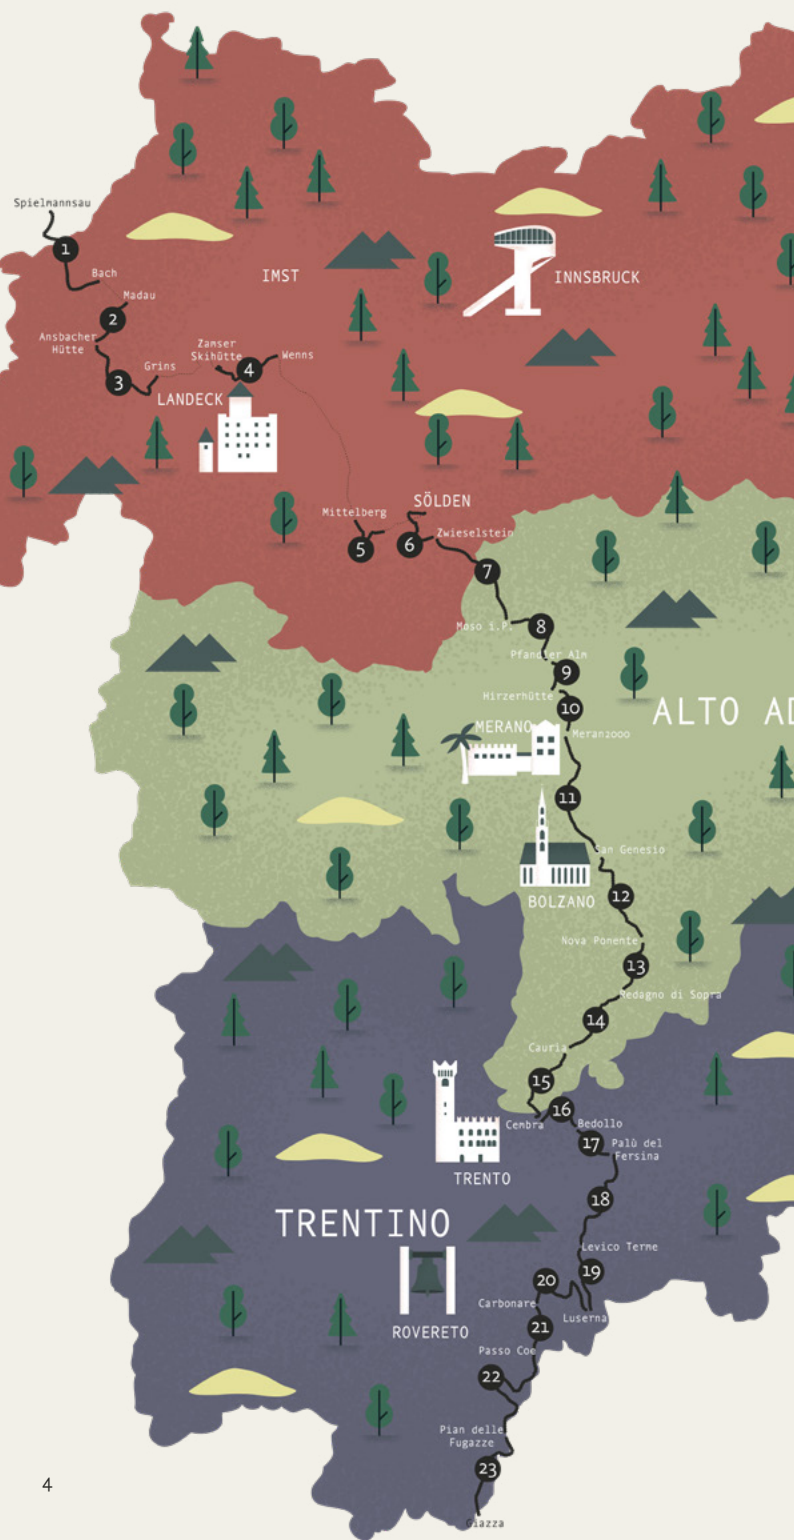 Spielmannsau
1
Bach
IMST
INNSBRUCK
Madau
2
Ansbacher
Hütte
Zamser
Skihütte
4
Wenns
Grins
3
LANDECK
SÖLDEN
Mittelberg
5
6
Zwieselstein
7
Moso i.P.
8
Pfandler Alm
9
Hirzerhütte
10
ALTO AD
MERANO
Meran2000
11
San Genesio
12
BOLZANO
Nova Ponente
13
Redagno di Sopra
14
Cauria
15
16
Cembra
Bedollo
17
Palù del
Fersina
TRENTO
18
TRENTINO
Levico Terme
19
20
Carbonare
Luserna
21
ROVERETO
Passo Coe
22
Pian delle
Fugazze
23
4
Giazza